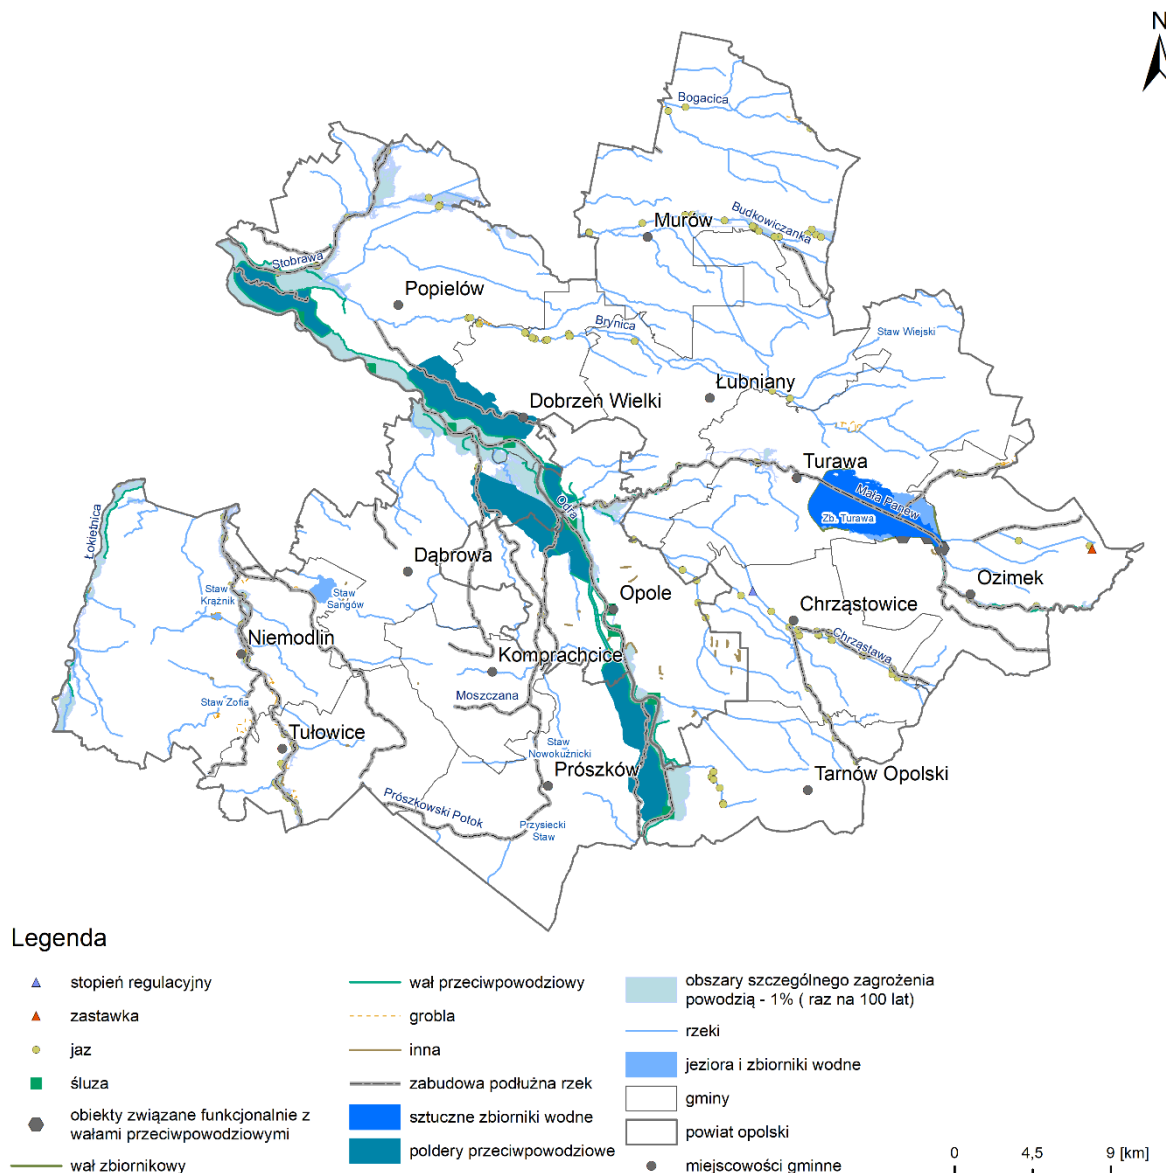 N
Bogacica
Budkowiczanka
Murów
Stobrawa
Popielów
Brynica
Staw Wiejski
Łubniany
Dobrzeń Wielki
Turawa
Mała Panew
Zb. Turawa
Odra
Łokietnica
Dąbrowa
Staw
Krąźnik
Staw
Sangów
Opole
Ozimek
Chrząstowice
Chrząstawa
Niemodlin
Komprachcice
Moszczana
Staw Zofia
Tułowice
Staw
Nowokuźnicki
Prószków
Tarnów Opolski
Prószkowski Potok
Przysiecki
Staw
Legenda
stopień regulacyjny
zastawka
jaz
śluza
obiekty związane funkcjonalnie z
wałami przeciwpowodziowymi
wał zbiornikowy
wał przeciwpowodziowy
grobla
inna
zabudowa podłużna rzek
sztuczne zbiorniki wodne
poldery przeciwpowodziowe
obszary szczególnego zagrożenia
powodzią - 1% ( raz na 100 lat)
rzeki
jeziora i zbiorniki wodne
gminy
powiat opolski
miejscowości gminne
0 4,5 9 [km]